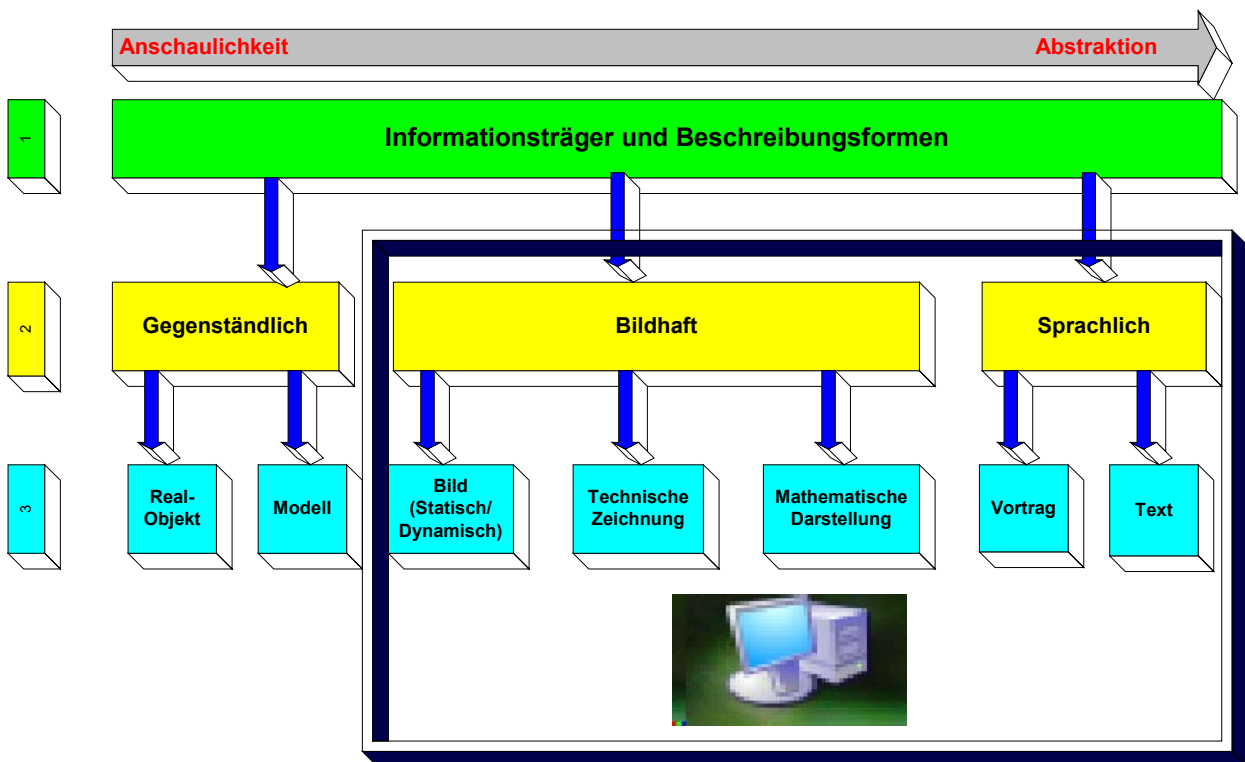 Anschaulichkeit Abstraktion
1
Informationsträger und Beschreibungsformen
2
Gegenständlich
Bildhaft
Sprachlich
3
Real-
Objekt
Modell
Bild
(Statisch/
Dynamisch)
Technische
Zeichnung
Mathematische
Darstellung
Vortrag
Text